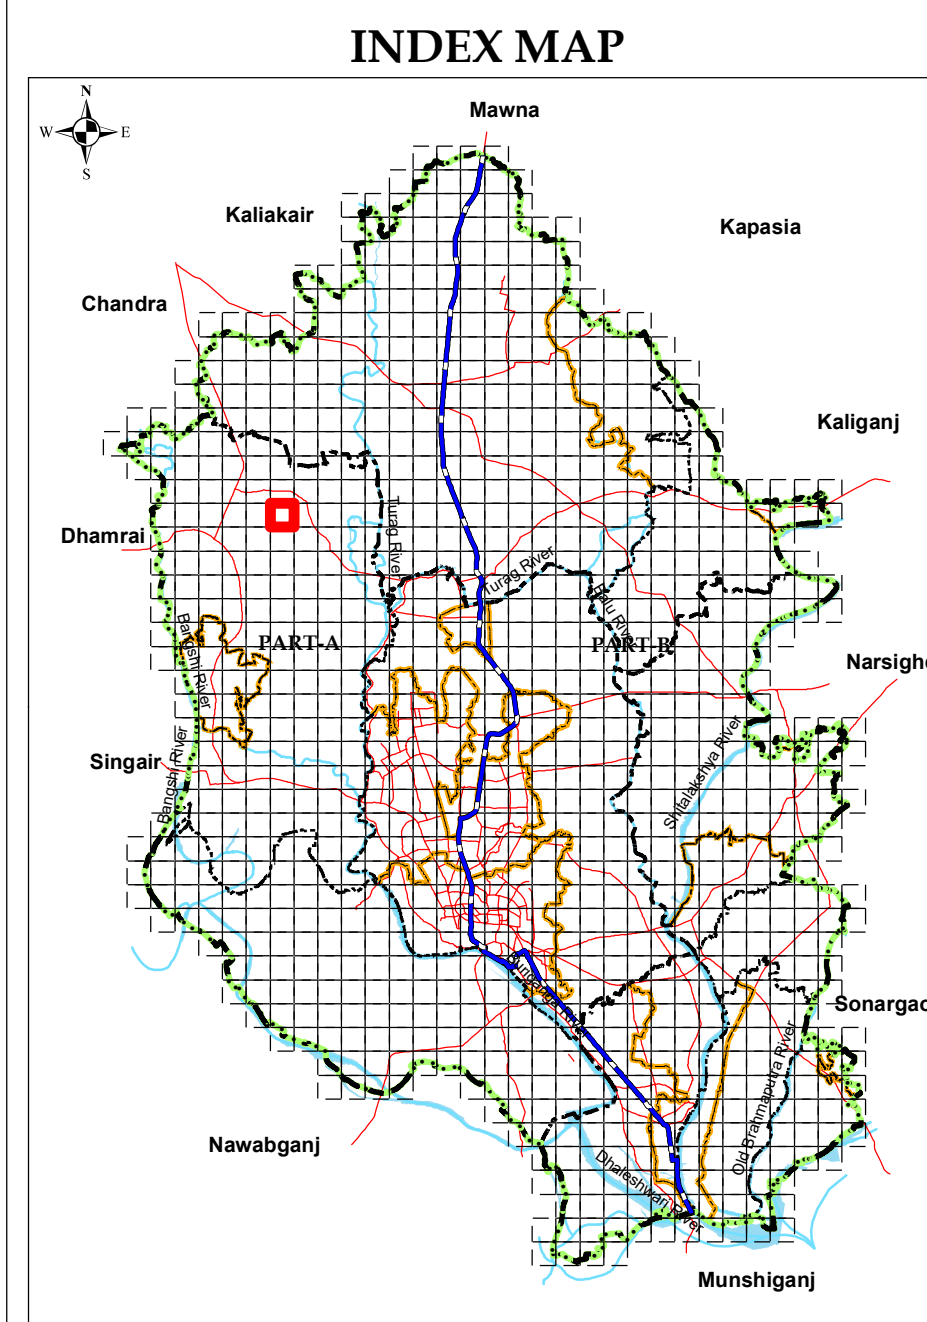 INDEX MAP
N
W E
S
Mawna
Kaliakair
Kapasia
Chandra
Kaliganj
Dhamrai
Turag River
Turag River
Balu River
Bangshi River
PART-A
PART-B
Narsigh
Shitalakshya River
Singair
Bangshi River
Buriganga River
Sonargao
Old Brahmaputra River
Nawabganj
Dhaleshwari River
Munshiganj